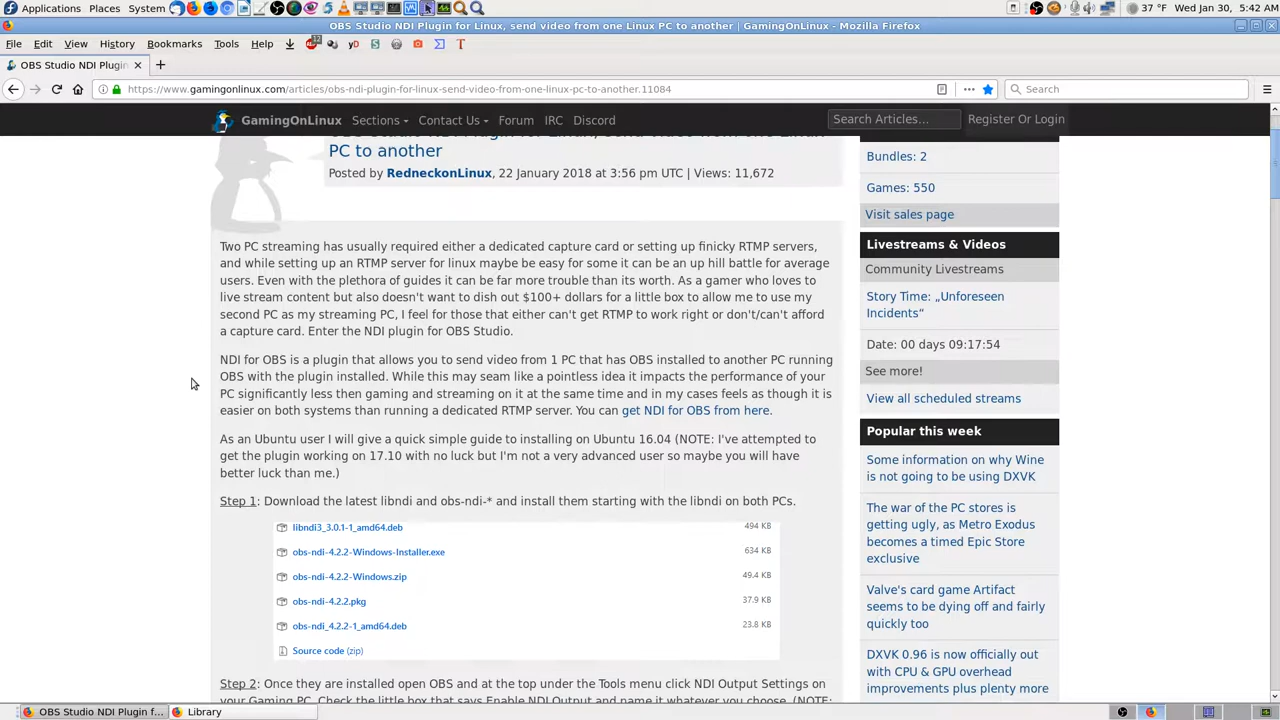 Applications Places System 37 °F Wed Jan 30, 5:42 AM
OBS Studio NDI Plugin for Linux, send video from one Linux PC to another | GamingOnLinux - Mozilla Firefox
File Edit View History Bookmarks Tools Help
OBS Studio NDI Plugin
https://www.gamingonlinux.com/articles/obs-ndi-plugin-for-linux-send-video-from-one-linux-pc-to-another.11084
Search
GamingOnLinux Sections Contact Us Forum IRC Discord Search Articles... Register Or Login
OBS Studio NDI Plugin for Linux, send video from one Linux
PC to another
Posted by RedneckonLinux, 22 January 2018 at 3:56 pm UTC | Views: 11,672
Two PC streaming has usually required either a dedicated capture card or setting up finicky RTMP servers,
and while setting up an RTMP server for linux maybe be easy for some it can be an up hill battle for average
users. Even with the plethora of guides it can be far more trouble than its worth. As a gamer who loves to
live stream content but also doesn't want to dish out $100+ dollars for a little box to allow me to use my
second PC as my streaming PC, I feel for those that either can't get RTMP to work right or don't/can't afford
a capture card. Enter the NDI plugin for OBS Studio.
NDI for OBS is a plugin that allows you to send video from 1 PC that has OBS installed to another PC running
OBS with the plugin installed. While this may seam like a pointless idea it impacts the performance of your
PC significantly less then gaming and streaming on it at the same time and in my cases feels as though it is
easier on both systems than running a dedicated RTMP server. You can get NDI for OBS from here.
As an Ubuntu user I will give a quick simple guide to installing on Ubuntu 16.04 (NOTE: I've attempted to
get the plugin working on 17.10 with no luck but I'm not a very advanced user so maybe you will have
better luck than me.)
Step 1: Download the latest libndi and obs-ndi-* and install them starting with the libndi on both PCs.
libndi3_3.0.1-1_amd64.deb 494 KB
obs-ndi-4.2.2-Windows-Installer.exe 634 KB
obs-ndi-4.2.2-Windows.zip 49.4 KB
obs-ndi-4.2.2.pkg 37.9 KB
obs-ndi_4.2.2-1_amd64.deb 23.8 KB
Source code (zip)
Step 2: Once they are installed open OBS and at the top under the Tools menu click NDI Output Settings on
your Gaming PC. Check the little box that says Enable NDI Output and name it whatever you choose. (NOTE:
Bundles: 2
Games: 550
Visit sales page
Livestreams & Videos
Community Livestreams
Story Time: „Unforeseen
Incidents“
Date: 00 days 09:17:54
See more!
View all scheduled streams
Popular this week
Some information on why Wine
is not going to be using DXVK
The war of the PC stores is
getting ugly, as Metro Exodus
becomes a timed Epic Store
exclusive
Valve's card game Artifact
seems to be dying off and fairly
quickly too
DXVK 0.96 is now officially out
with CPU & GPU overhead
improvements plus plenty more
OBS Studio NDI Plugin f... Library